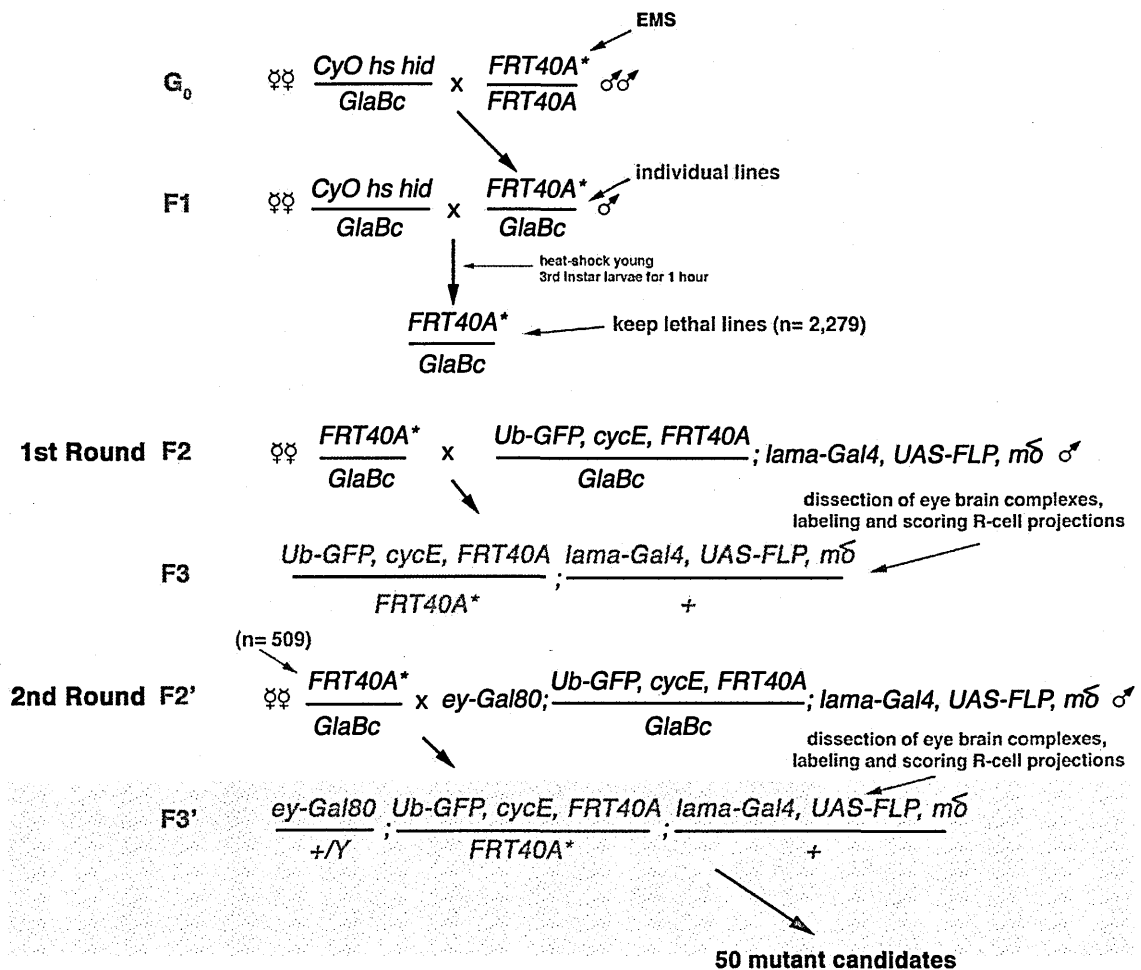 EMS
G0 ☿☿ CyO hs hid x FRT40A* ♂♂
GlaBc FRT40A
individual lines
F1 ☿☿ CyO hs hid x FRT40A* ♂
GlaBc GlaBc
heat-shock young
3rd Instar larvae for 1 hour
FRT40A* keep lethal lines (n= 2,279)
GlaBc
1st Round F2 ☿☿ FRT40A* x Ub-GFP, cycE, FRT40A ; lama-Gal4, UAS-FLP, mδ ♂
GlaBc GlaBc
dissection of eye brain complexes,
labeling and scoring R-cell projections
F3 Ub-GFP, cycE, FRT40A ; lama-Gal4, UAS-FLP, mδ
FRT40A* +
(n= 509)
2nd Round F2' ☿☿ FRT40A* x ey-Gal80; Ub-GFP, cycE, FRT40A ; lama-Gal4, UAS-FLP, mδ ♂
GlaBc GlaBc
dissection of eye brain complexes,
labeling and scoring R-cell projections
F3' ey-Gal80 ; Ub-GFP, cycE, FRT40A ; lama-Gal4, UAS-FLP, mδ
+/Y FRT40A* +
50 mutant candidates